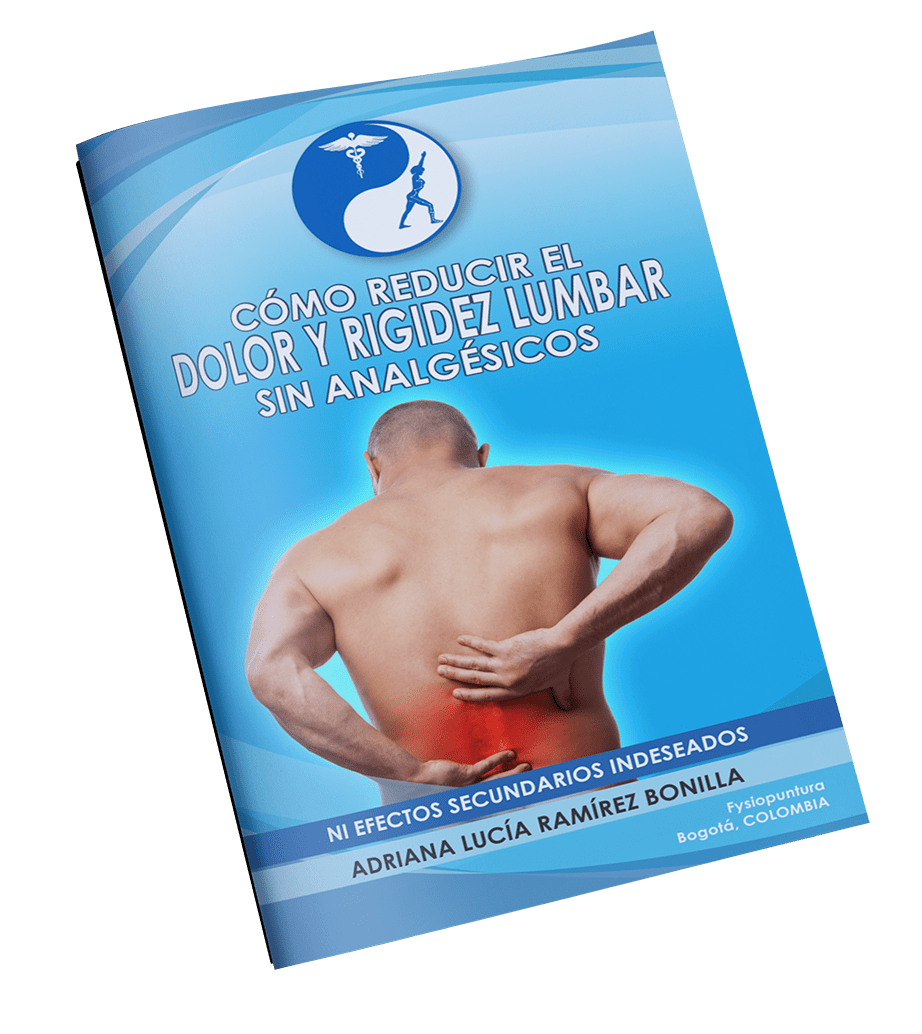 CÓMO REDUCIR EL
DOLOR Y RIGIDEZ LUMBAR
SIN ANALGÉSICOS
NI EFECTOS SECUNDARIOS INDESEADOS
ADRIANA LUCÍA RAMÍREZ BONILLA
Fysiopuntura
Bogotá, COLOMBIA